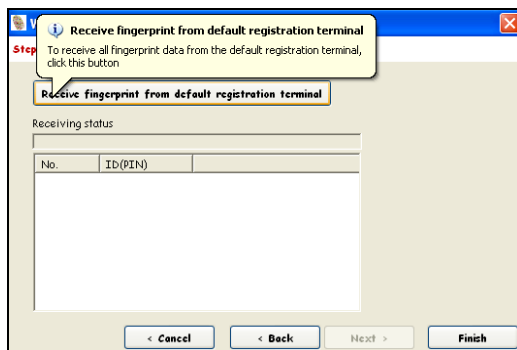 Receive fingerprint from default registration terminal
To receive all fingerprint data from the default registration terminal,
click this button
Step
Receive fingerprint from default registration terminal
Receiving status
No. ID(PIN)
< Cancel < Back Next > Finish